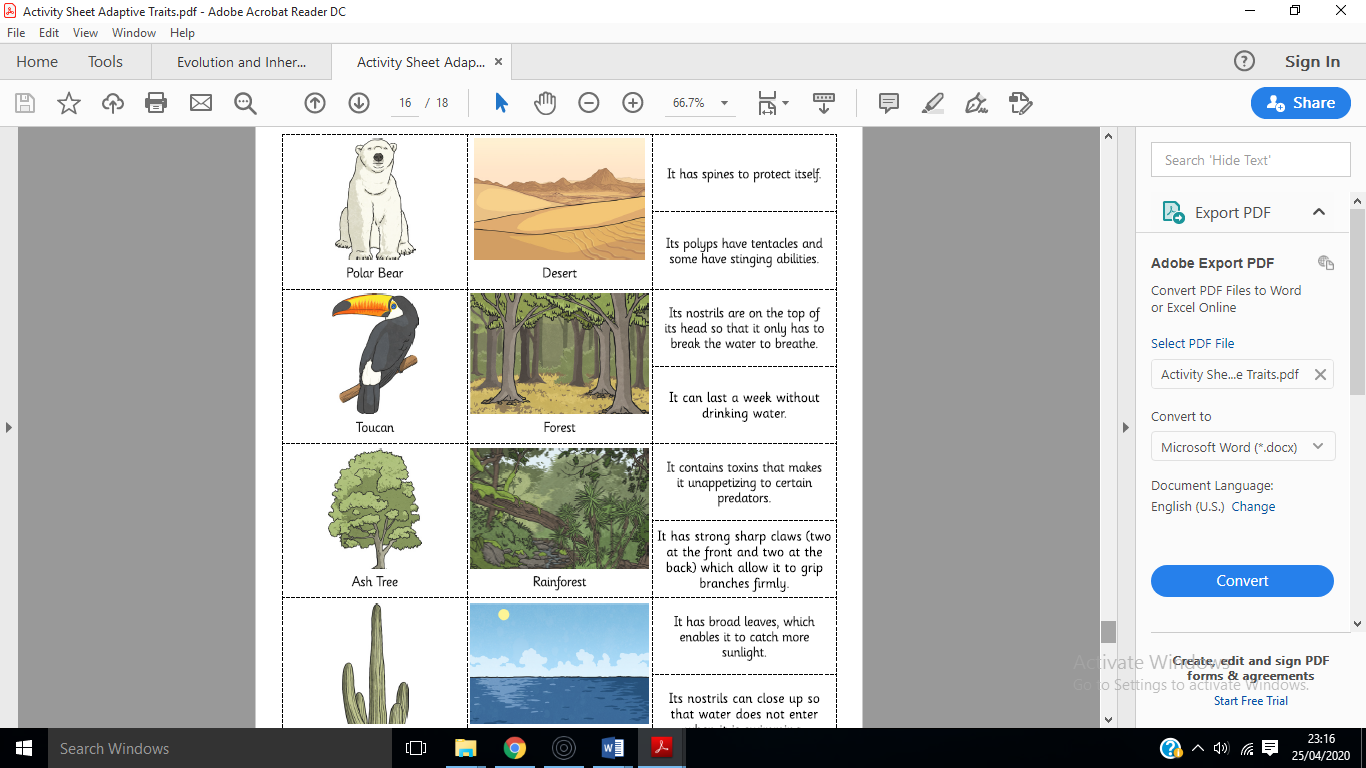 Activity Sheet Adaptive Traits.pdf - Adobe Acrobat Reader DC
File Edit View Window Help
Home Tools Evolution and Inher... Activity Sheet Adap... ×
Sign In
16 / 18 66.7% Share
Polar Bear
Desert
It has spines to protect itself.
Its polyps have tentacles and
some have stinging abilities.
Toucan
Forest
Its nostrils are on the top of
its head so that it only has to
break the water to breathe.
It can last a week without
drinking water.
Ash Tree
Rainforest
It contains toxins that makes
it unappetizing to certain
predators.
It has strong sharp claws (two
at the front and two at the
back) which allow it to grip
branches firmly.
It has broad leaves, which
enables it to catch more
sunlight.
Its nostrils can close up so
that water does not enter
Search 'Hide Text'
Export PDF
Adobe Export PDF
Convert PDF Files to Word
or Excel Online
Select PDF File
Activity She...e Traits.pdf
Convert to
Microsoft Word (*.docx)
Document Language:
English (U.S.) Change
Convert
Create, edit and sign PDF
forms & agreements
Start Free Trial
Activate Windows
Go to Settings to activate Windows.
Search Windows
23:16
25/04/2020